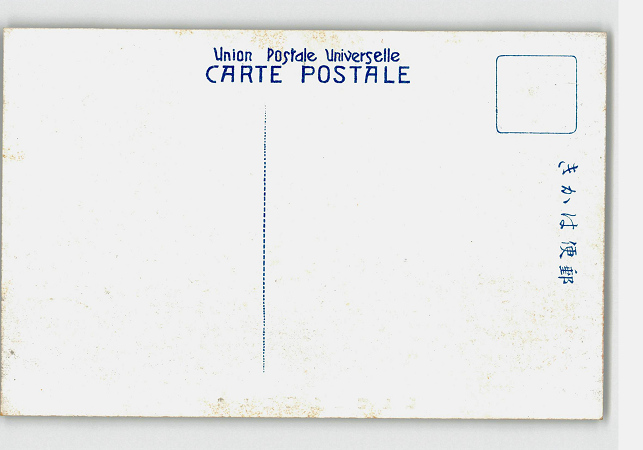 Union Postale Universelle
CARTE POSTALE
きかは便郵